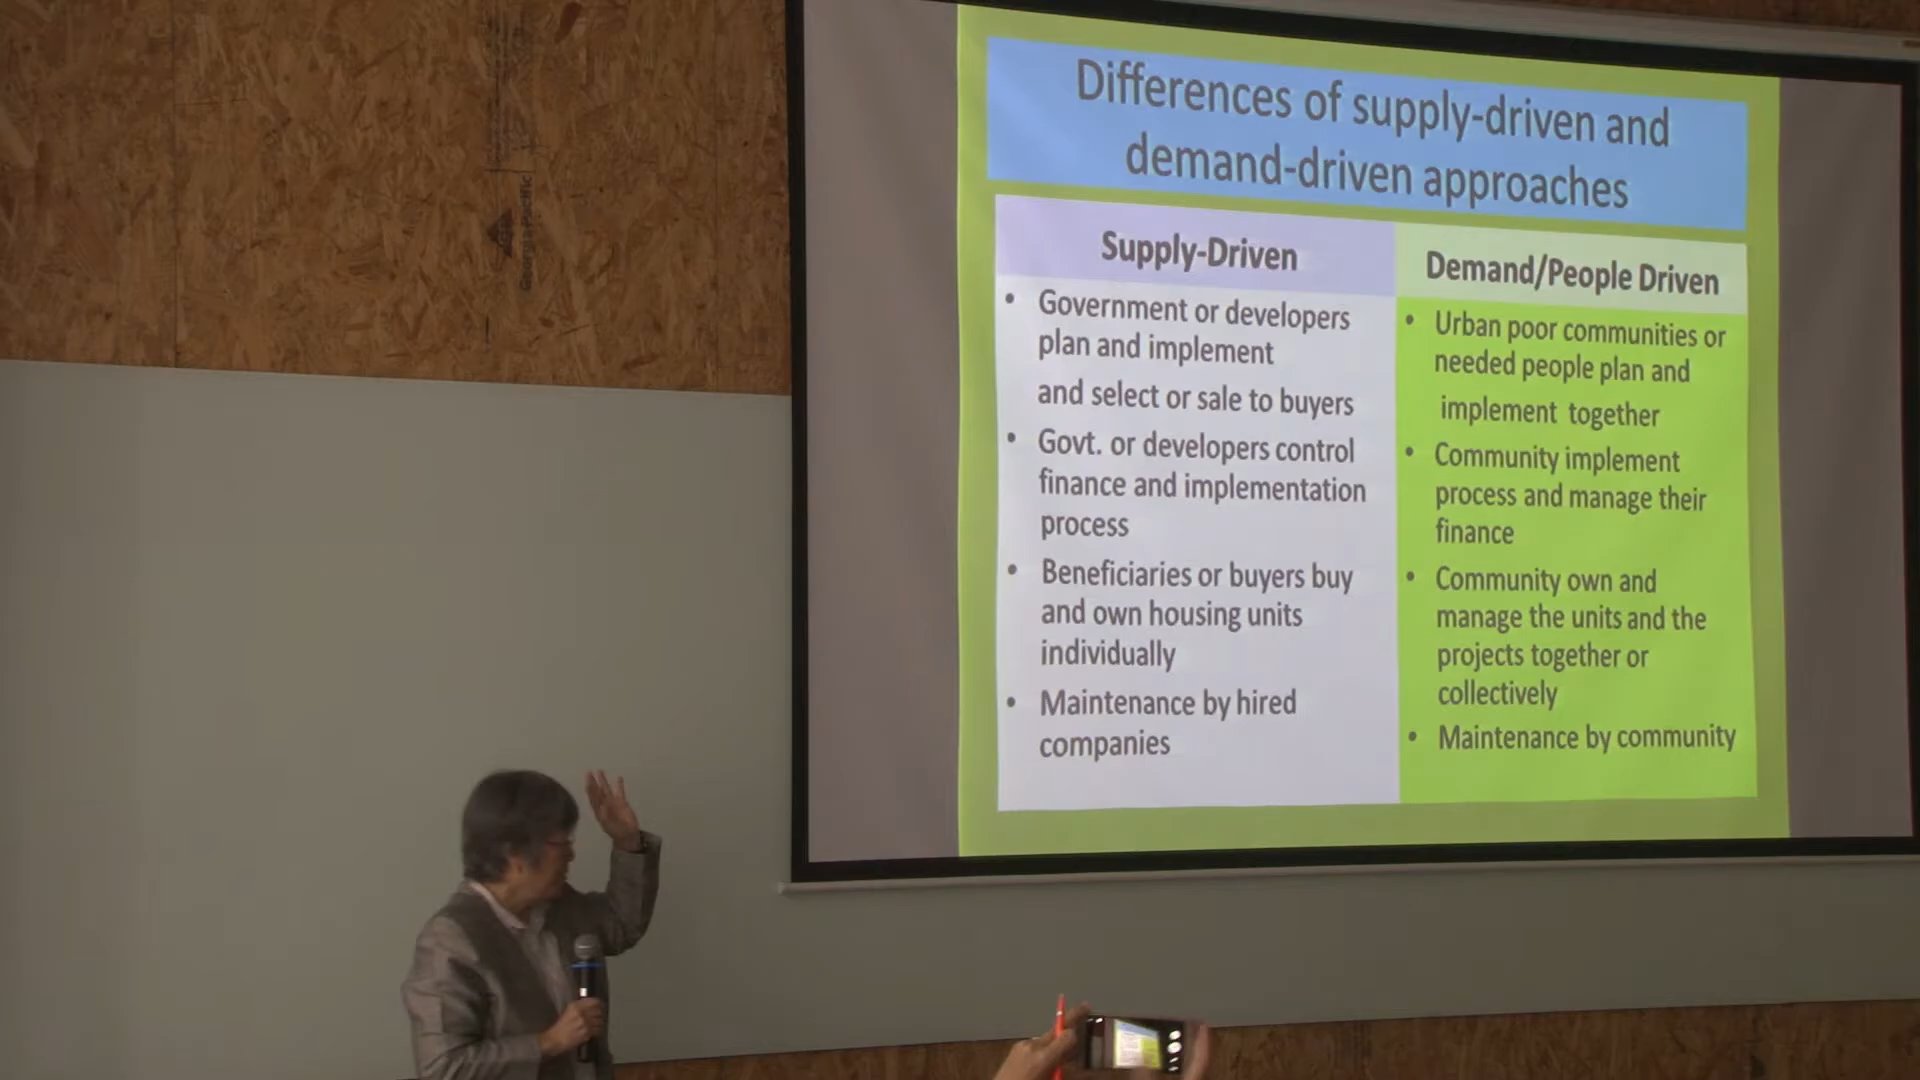 Differences of supply-driven and
demand-driven approaches
Supply-Driven
• Government or developers
plan and implement
and select or sale to buyers
• Govt. or developers control
finance and implementation
process
• Beneficiaries or buyers buy
and own housing units
individually
• Maintenance by hired
companies
Demand/People Driven
• Urban poor communities or
needed people plan and
implement together
• Community implement
process and manage their
finance
• Community own and
manage the units and the
projects together or
collectively
• Maintenance by community
Georgia-Pacific